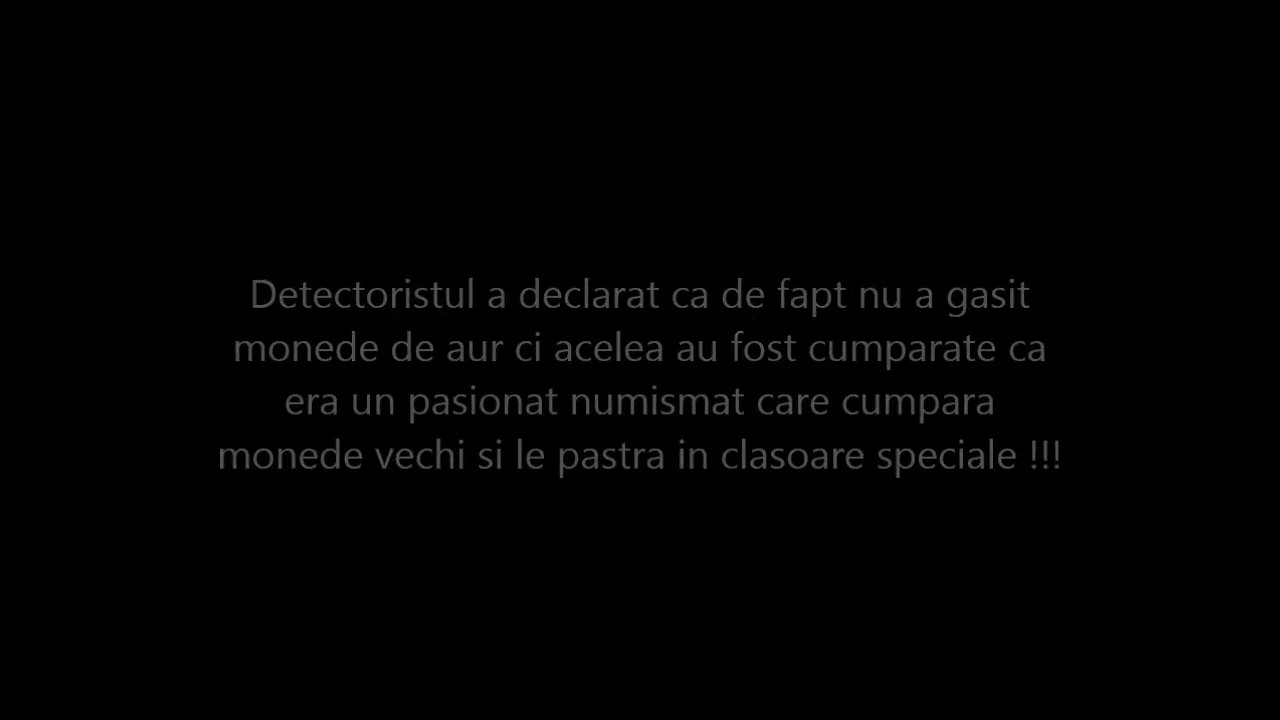 Detectoristul a declarat ca de fapt nu a gasit
monede de aur ci acelea au fost cumparate ca
era un pasionat numismat care cumpara
monede vechi si le pastra in clasoare speciale !!!